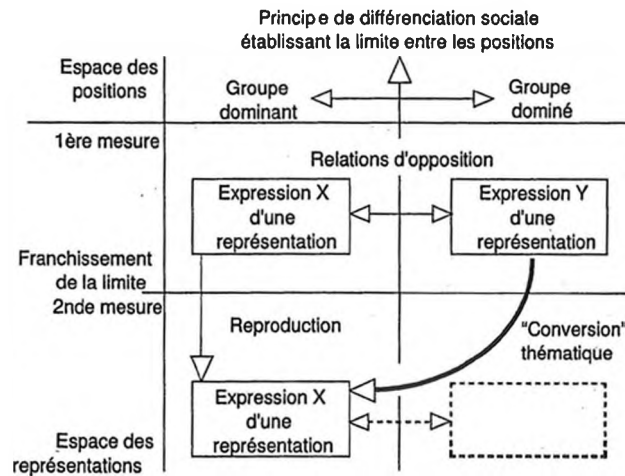 Principe de différenciation sociale
établissant la limite entre les positions
Espace des
positions
Groupe
dominant
Groupe
dominé
1ère mesure
Relations d'opposition
Expression X
d'une
représentation
Expression Y
d'une
représentation
Franchissement
de la limite
2nde mesure
Reproduction
"Conversion"
thématique
Expression X
d'une
représentation
Espace des
représentations